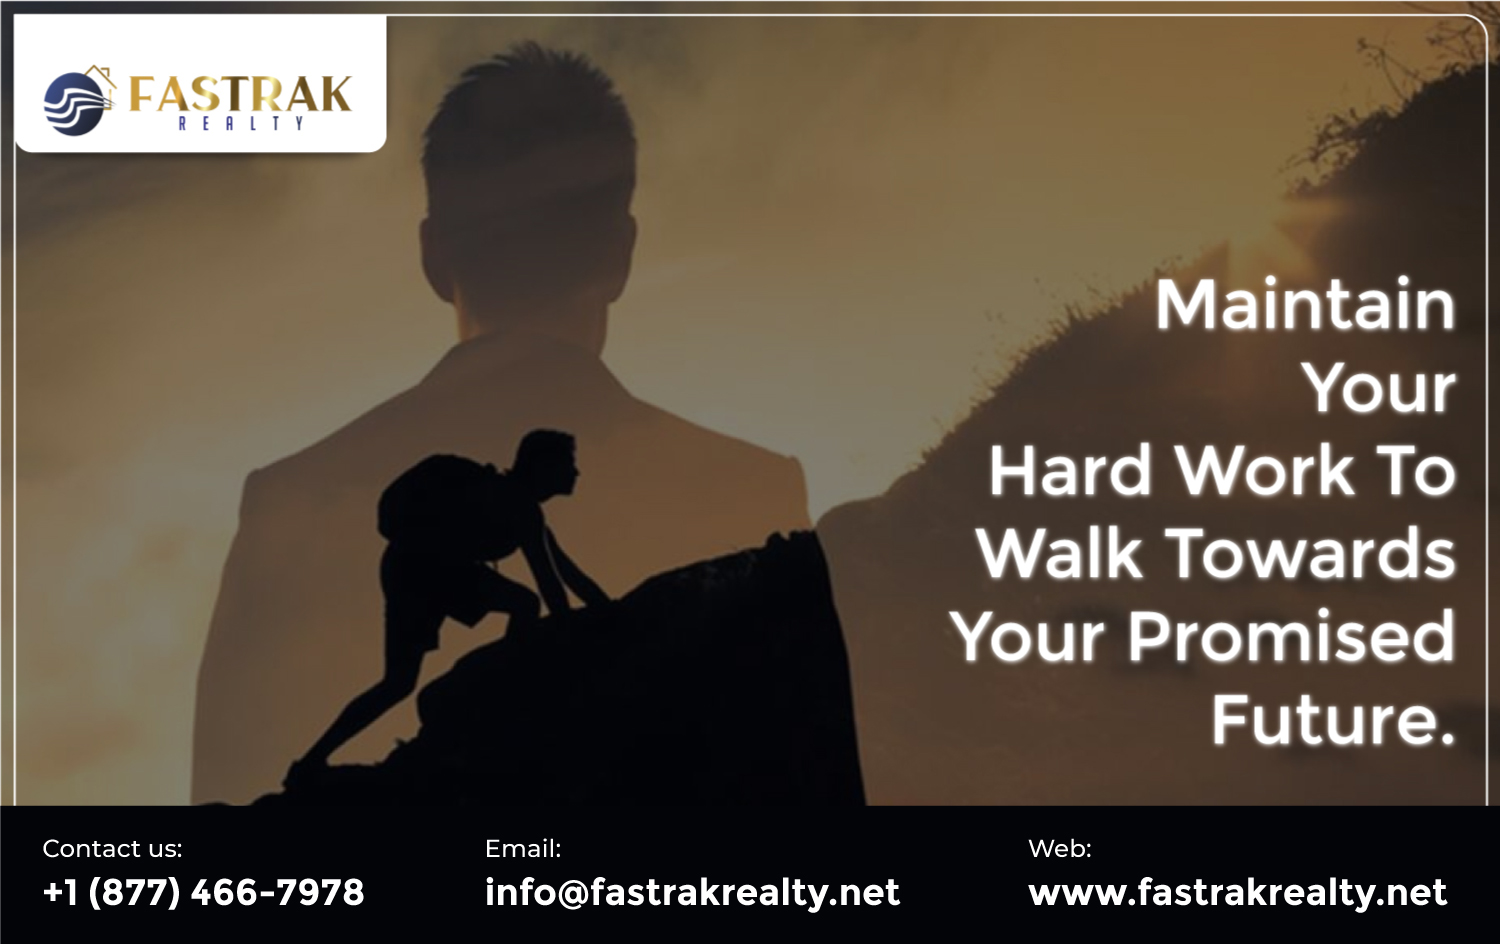 FASTRAK
REALTY
Maintain
Your
Hard Work To
Walk Towards
Your Promised
Future.
Contact us:
+1 (877) 466-7978
Email:
info@fastrakrealty.net
Web:
www.fastrakrealty.net